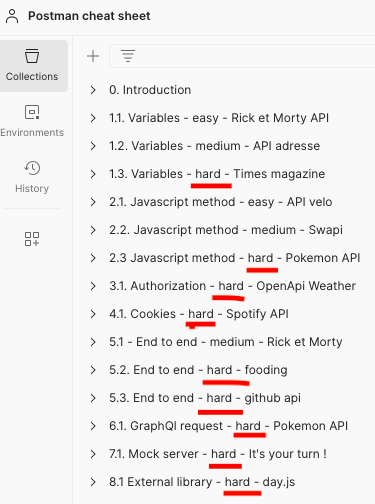 Postman cheat sheet
Collections
Environments
History
0. Introduction
1.1. Variables - easy - Rick et Morty API
1.2. Variables - medium - API adresse
1.3. Variables - hard - Times magazine
2.1. Javascript method - easy - API velo
2.2. Javascript method - medium - Swapi
2.3 Javascript method - hard - Pokemon API
3.1. Authorization - hard - OpenApi Weather
4.1. Cookies - hard - Spotify API
5.1 - End to end - medium - Rick et Morty
5.2. End to end - hard - fooding
5.3. End to end - hard - github api
6.1. GraphQl request - hard - Pokemon API
7.1. Mock server - hard - It's your turn !
8.1 External library - hard - day.js